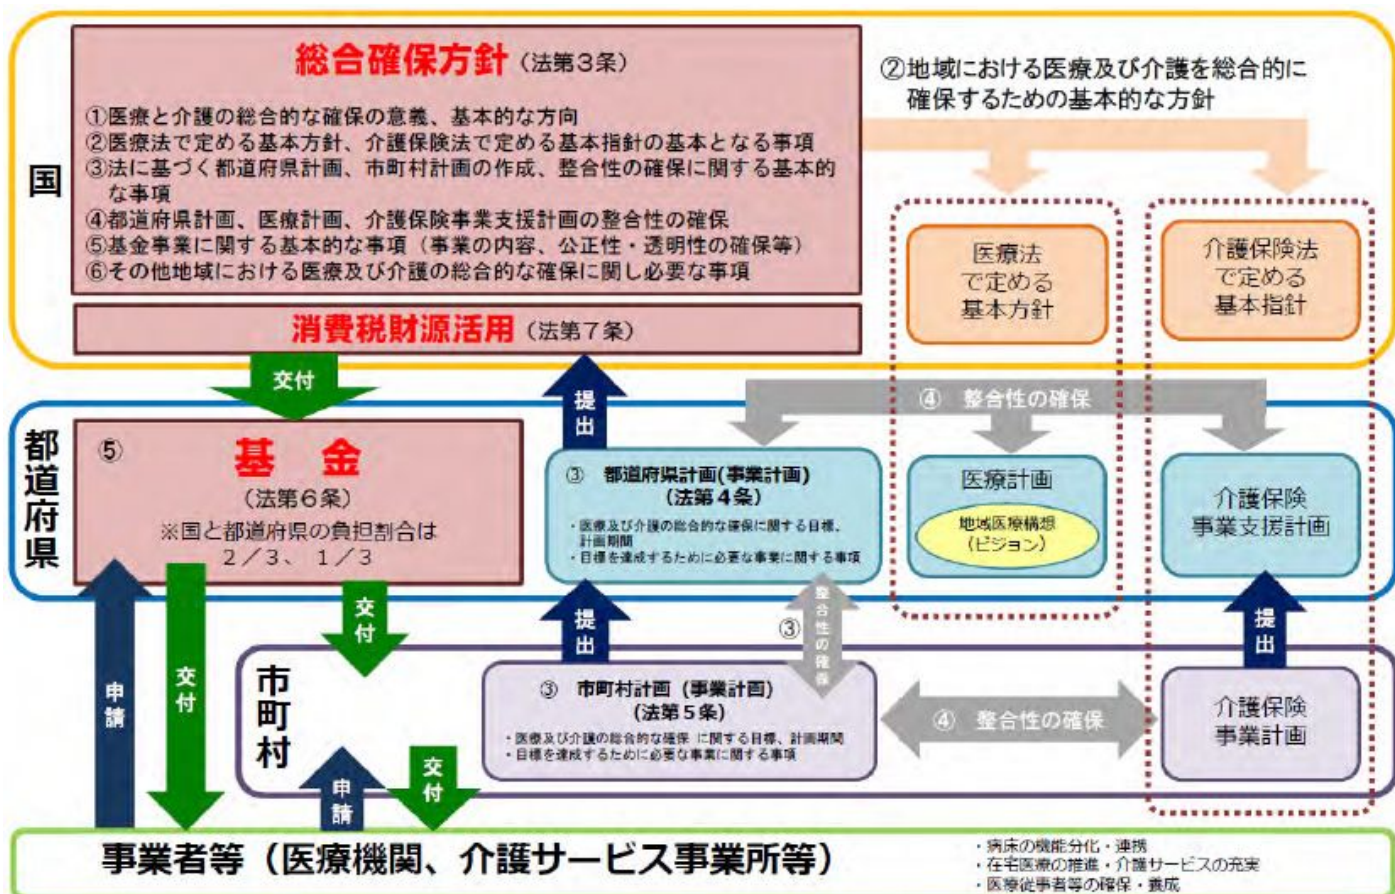 国
総合確保方針(法第3条)
①医療と介護の総合的な確保の意義、基本的な方向
②医療法で定める基本方針、介護保険法で定める基本指針の基本となる事項
③法に基づく都道府県計画、市町村計画の作成、整合性の確保に関する基本的
な事項
④都道府県計画、医療計画、介護保険事業支援計画の整合性の確保
⑤基金事業に関する基本的な事項(事業の内容、公正性・透明性の確保等)
⑥その他地域における医療及び介護の総合的な確保に関し必要な事項
消費税財源活用(法第7条)
②地域における医療及び介護を総合的に
確保するための基本的な方針
医療法
で定める
基本方針
介護保険法
で定める
基本指針
交付
提出
④ 整合性の確保
都道府県
⑤ 基 金
(法第6条)
※国と都道府県の負担割合は
2/3、1/3
③ 都道府県計画(事業計画)
(法第4条)
・医療及び介護の総合的な確保に関する目標、
計画期間
・目標を達成するために必要な事業に関する事項
医療計画
地域医療構想
(ビジョン)
介護保険
事業支援計画
申請
交付
交付
提出
③ 整合性の確保
提出
市町村
③ 市町村計画(事業計画)
(法第5条)
・医療及び介護の総合的な確保 に関する目標、計画期間
・目標を達成するために必要な事業に関する事項
④ 整合性の確保
介護保険
事業計画
申請
交付
事業者等(医療機関、介護サービス事業所等)
・病床の機能分化・連携
・在宅医療の推進・介護サービスの充実
・医療従事者等の確保・養成